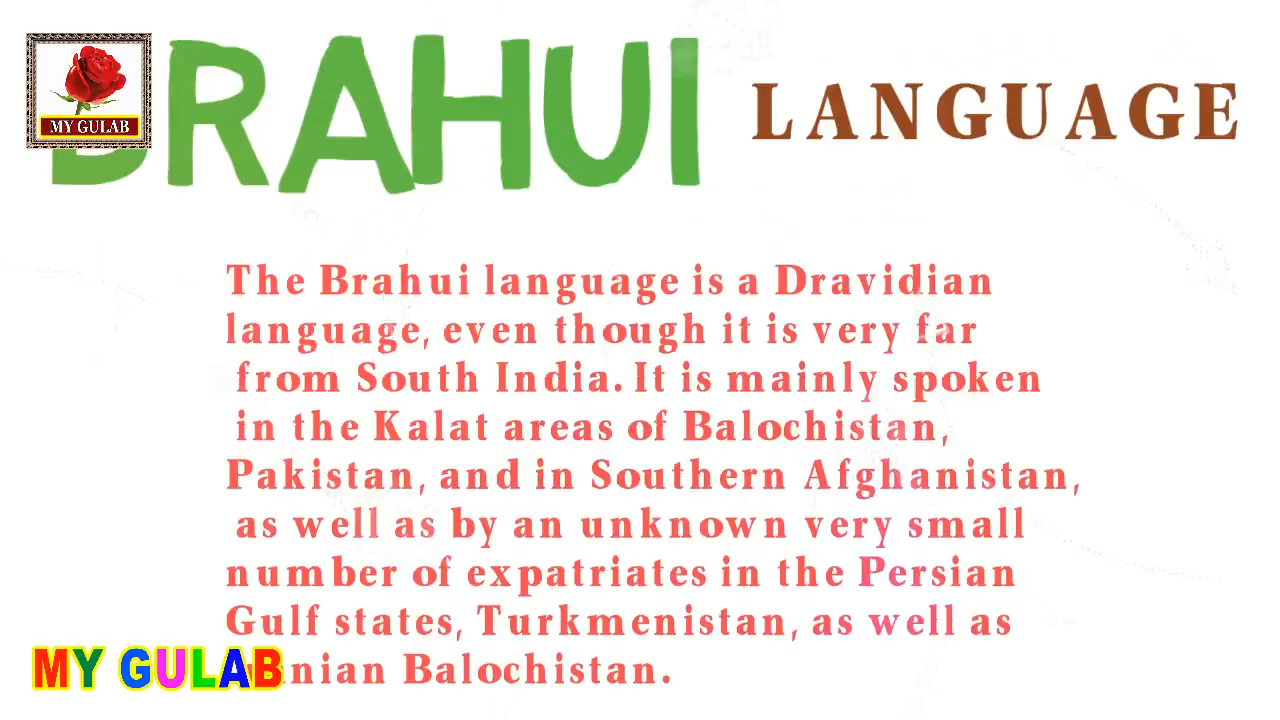 BRAHUI LANGUAGE
MY GULAB
The Brahui language is a Dravidian
language, even though it is very far
from South India. It is mainly spoken
in the Kalat areas of Balochistan,
Pakistan, and in Southern Afghanistan,
as well as by an unknown very small
number of expatriates in the Persian
Gulf states, Turkmenistan, as well as
Balochistan.
MY GULAB